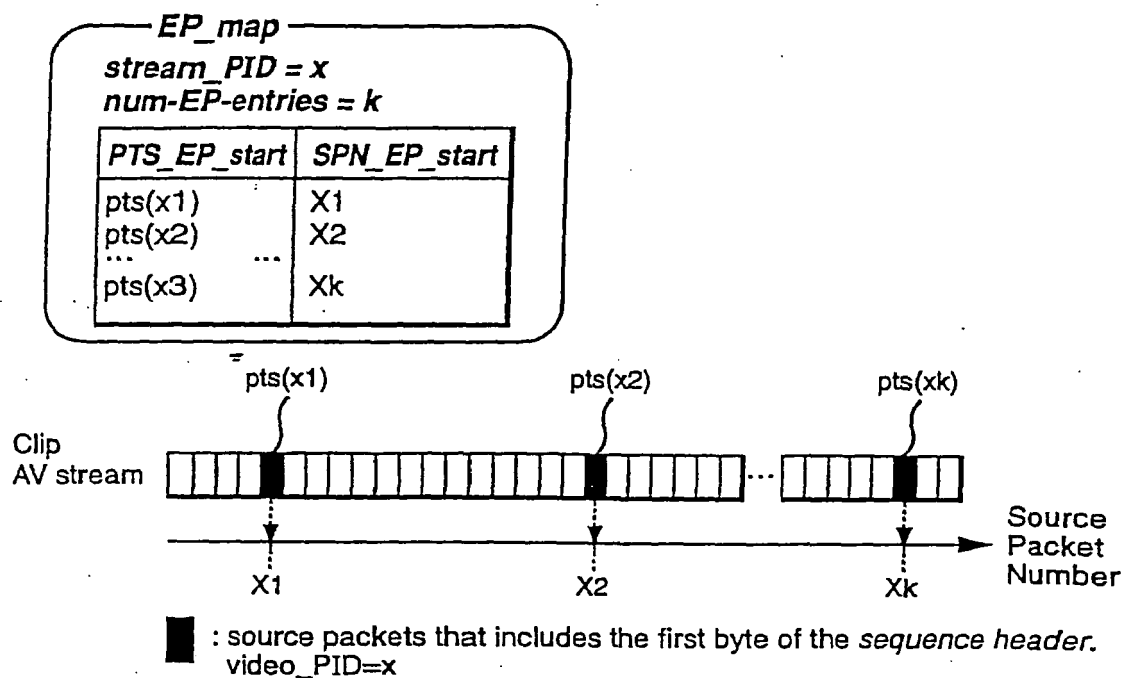 EP_map
stream_PID = x
num-EP-entries = k
PTS_EP_start SPN_EP_start
pts(x1) X1
pts(x2) X2
... ...
pts(x3) Xk
pts(x1) pts(x2) pts(xk)
Clip
AV stream
...
Source
Packet
Number
X1 X2 Xk
: source packets that includes the first byte of the sequence header.
video_PID=x